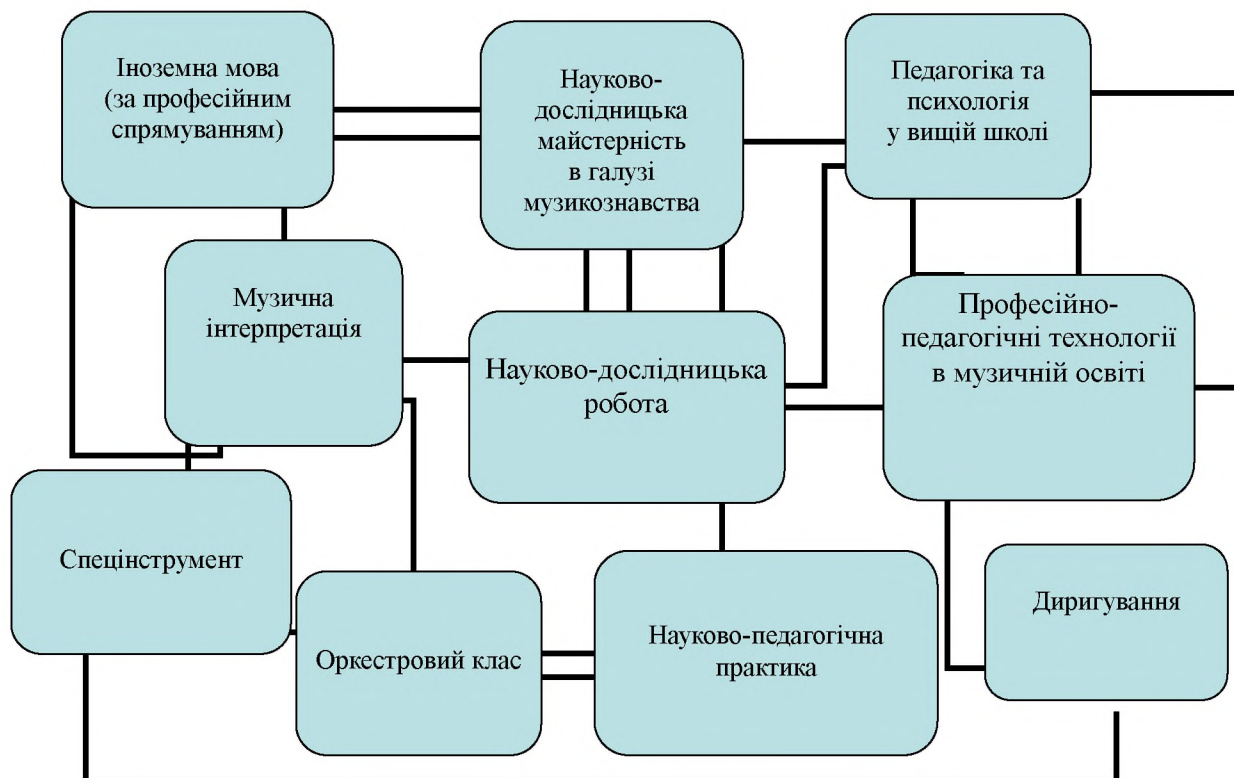 Іноземна мова
(за професійним
спрямуванням)
Науково-
дослідницька
майстерність
в галузі
музикознавства
Педагогіка та
психологія
у вищій школі
Музична
інтерпретація
Науково-дослідницька
робота
Професійно-
педагогічні технології
в музичній освіті
Спецінструмент
Оркестровий клас
Науково-педагогічна
практика
Диригування